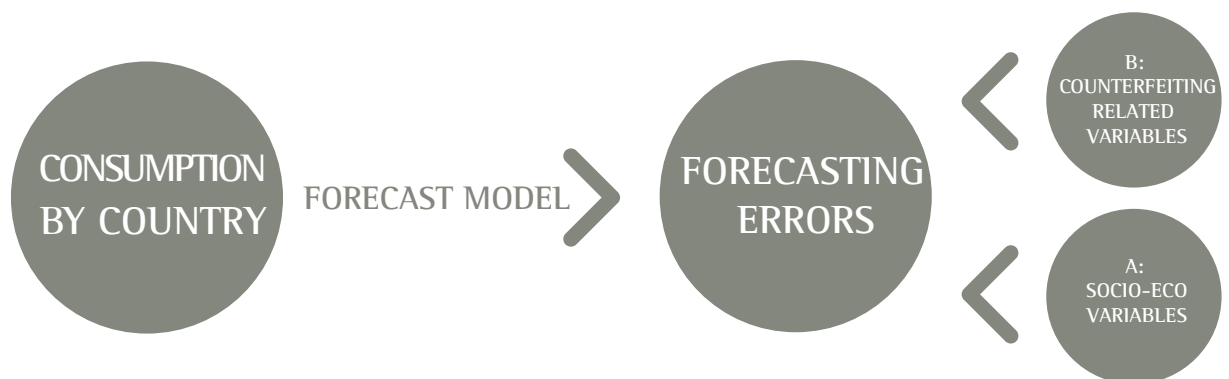 CONSUMPTION
BY COUNTRY
FORECAST MODEL
FORECASTING
ERRORS
B:
COUNTERFEITING
RELATED
VARIABLES
A:
SOCIO-ECO
VARIABLES